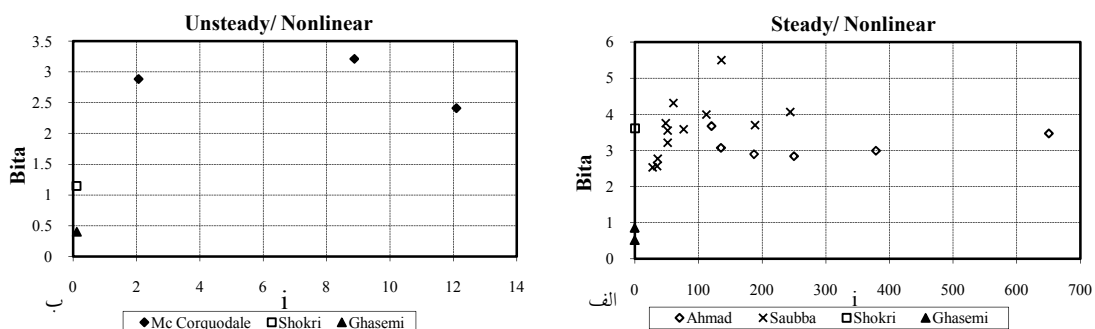 Unsteady/ Nonlinear
3.5
3
2.5
2
1.5
1
0.5
0
Bita
0 2 4 6 8 10 12 14
i
ب
Mc Corquodale Shokri Ghasemi
Steady/ Nonlinear
6
5
4
3
2
1
0
Bita
0 100 200 300 400 500 600 700
i
الف
Ahmad Saubba Shokri Ghasemi